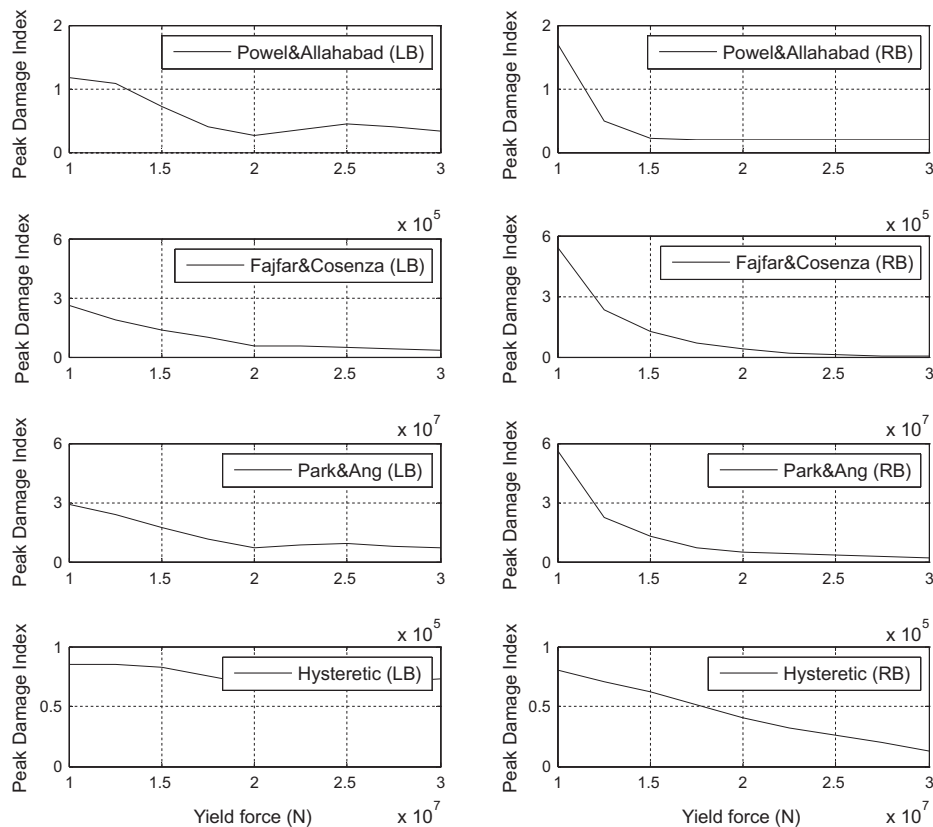 2
1
0
Peak Damage Index
Powel&Allahabad (LB)
1 1.5 2 2.5 3
2
1
0
Peak Damage Index
Powel&Allahabad (RB)
1 1.5 2 2.5 3
x 10^5
6
3
0
Peak Damage Index
Fajfar&Cosenza (LB)
1 1.5 2 2.5 3
x 10^5
6
3
0
Peak Damage Index
Fajfar&Cosenza (RB)
1 1.5 2 2.5 3
x 10^7
6
3
0
Peak Damage Index
Park&Ang (LB)
1 1.5 2 2.5 3
x 10^7
6
3
0
Peak Damage Index
Park&Ang (RB)
1 1.5 2 2.5 3
x 10^5
1
0.5
0
Peak Damage Index
Hysteretic (LB)
1 1.5 2 2.5 3
Yield force (N)
x 10^7
x 10^5
1
0.5
0
Peak Damage Index
Hysteretic (RB)
1 1.5 2 2.5 3
Yield force (N)
x 10^7